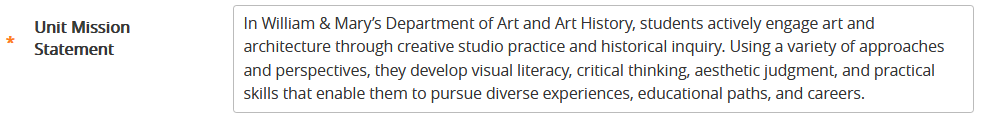 Unit Mission
Statement
*
In William & Mary’s Department of Art and Art History, students actively engage art and
architecture through creative studio practice and historical inquiry. Using a variety of approaches
and perspectives, they develop visual literacy, critical thinking, aesthetic judgment, and practical
skills that enable them to pursue diverse experiences, educational paths, and careers.